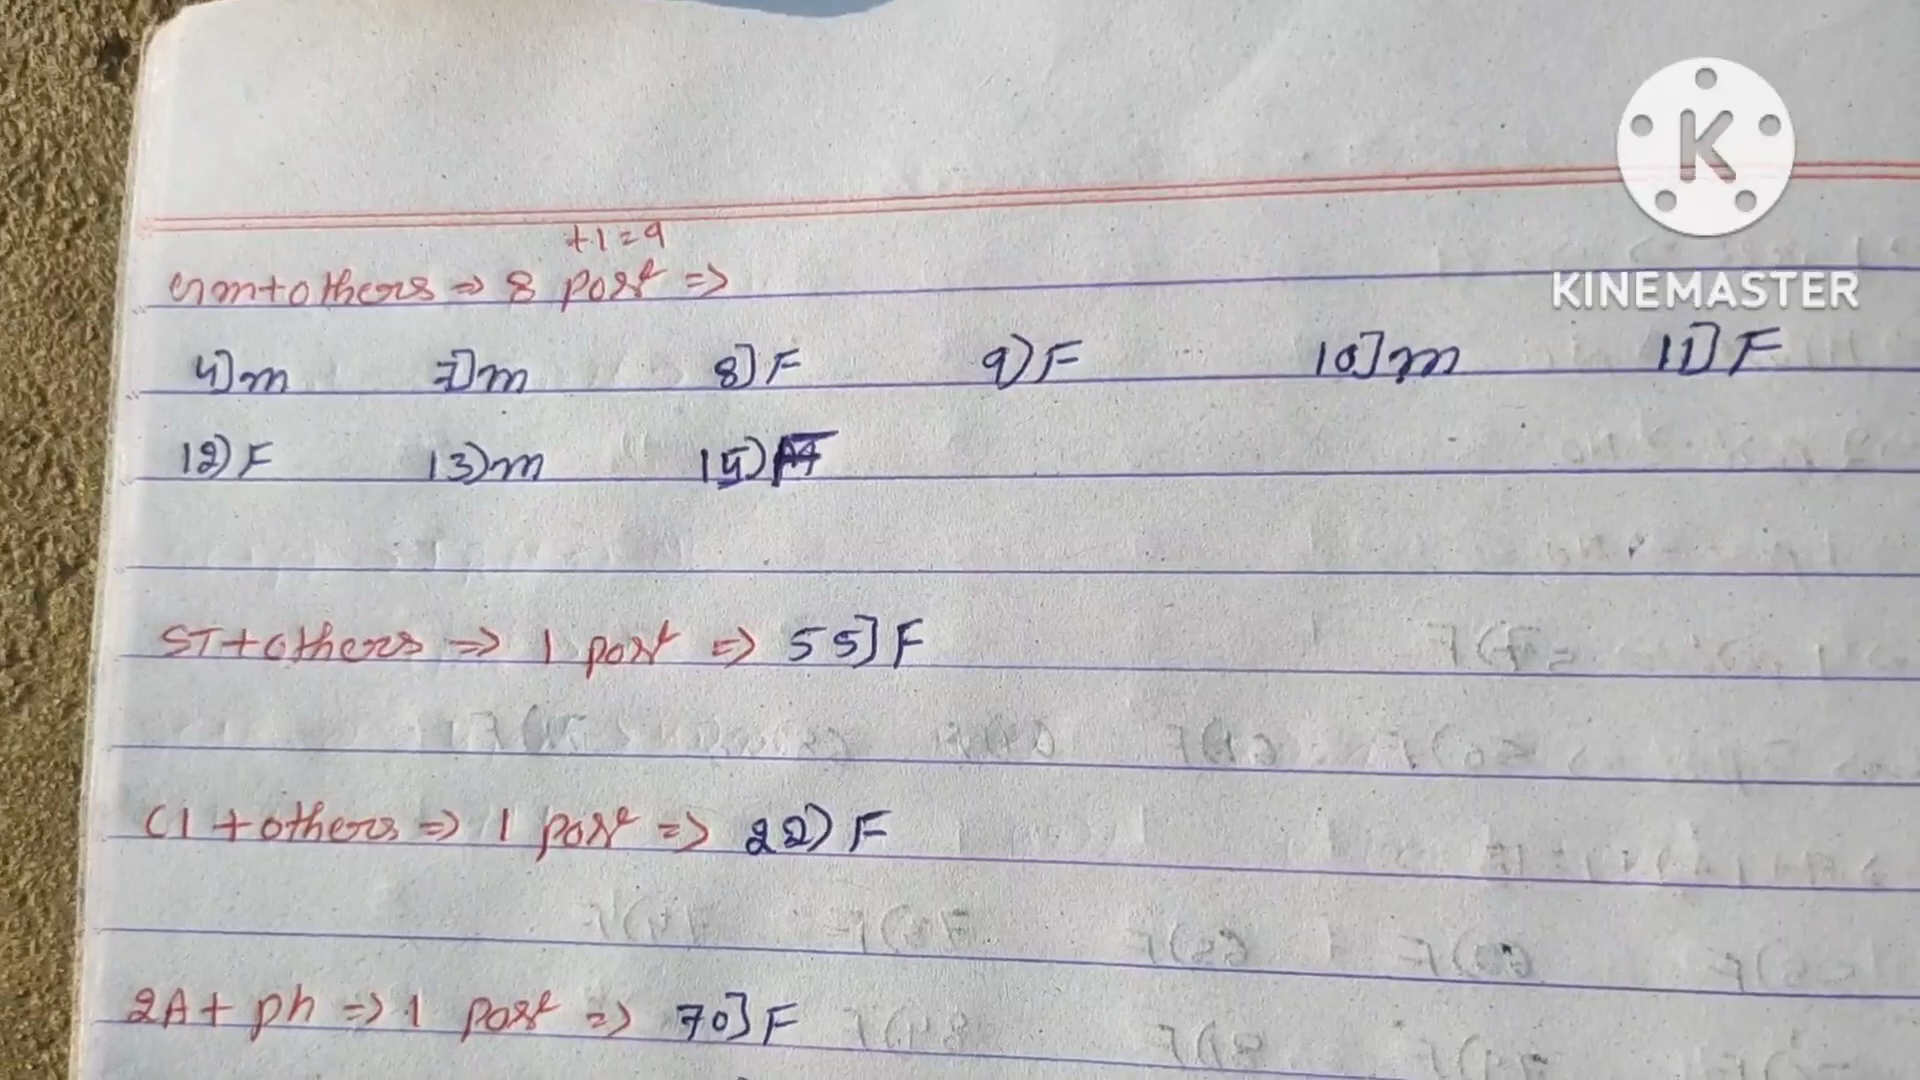 +1=9
Gm+others => 8 post =>
4)m 7]m 8]F 9)F 10]m 11]F
12)F 13)m 15)
ST+others => 1 post => 55]F
C1+others => 1 post => 22)F
2A+ph => 1 post => 70]F
KINEMASTER